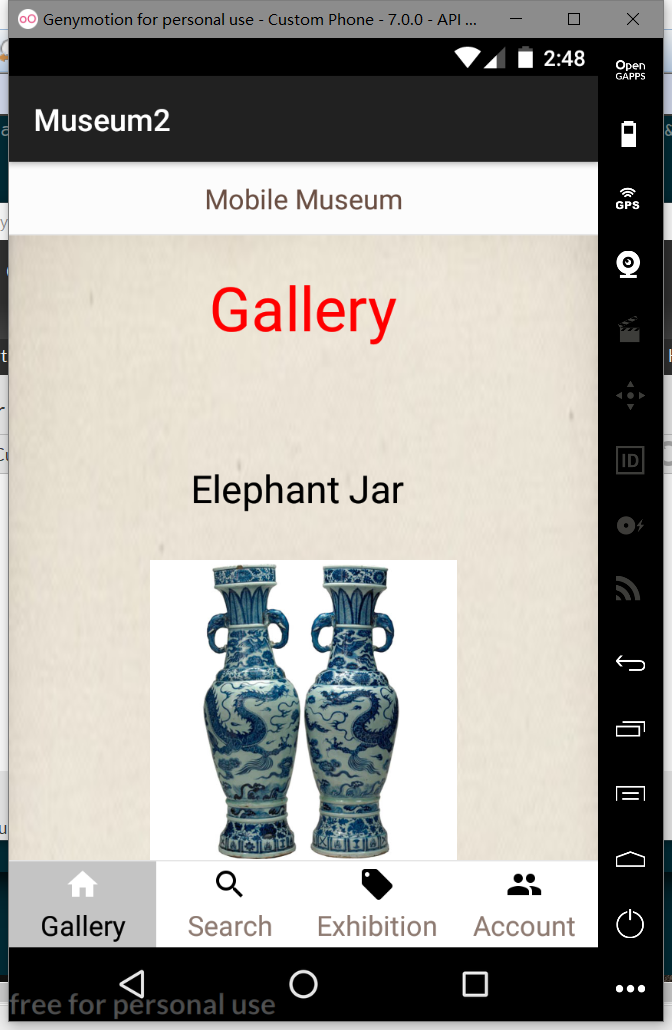 Genymotion for personal use - Custom Phone - 7.0.0 - API ...
2:48
Open
GAPPS
Museum2
Mobile Museum
GPS
Gallery
ID
Elephant Jar
Gallery
Search
Exhibition
Account
free for personal use